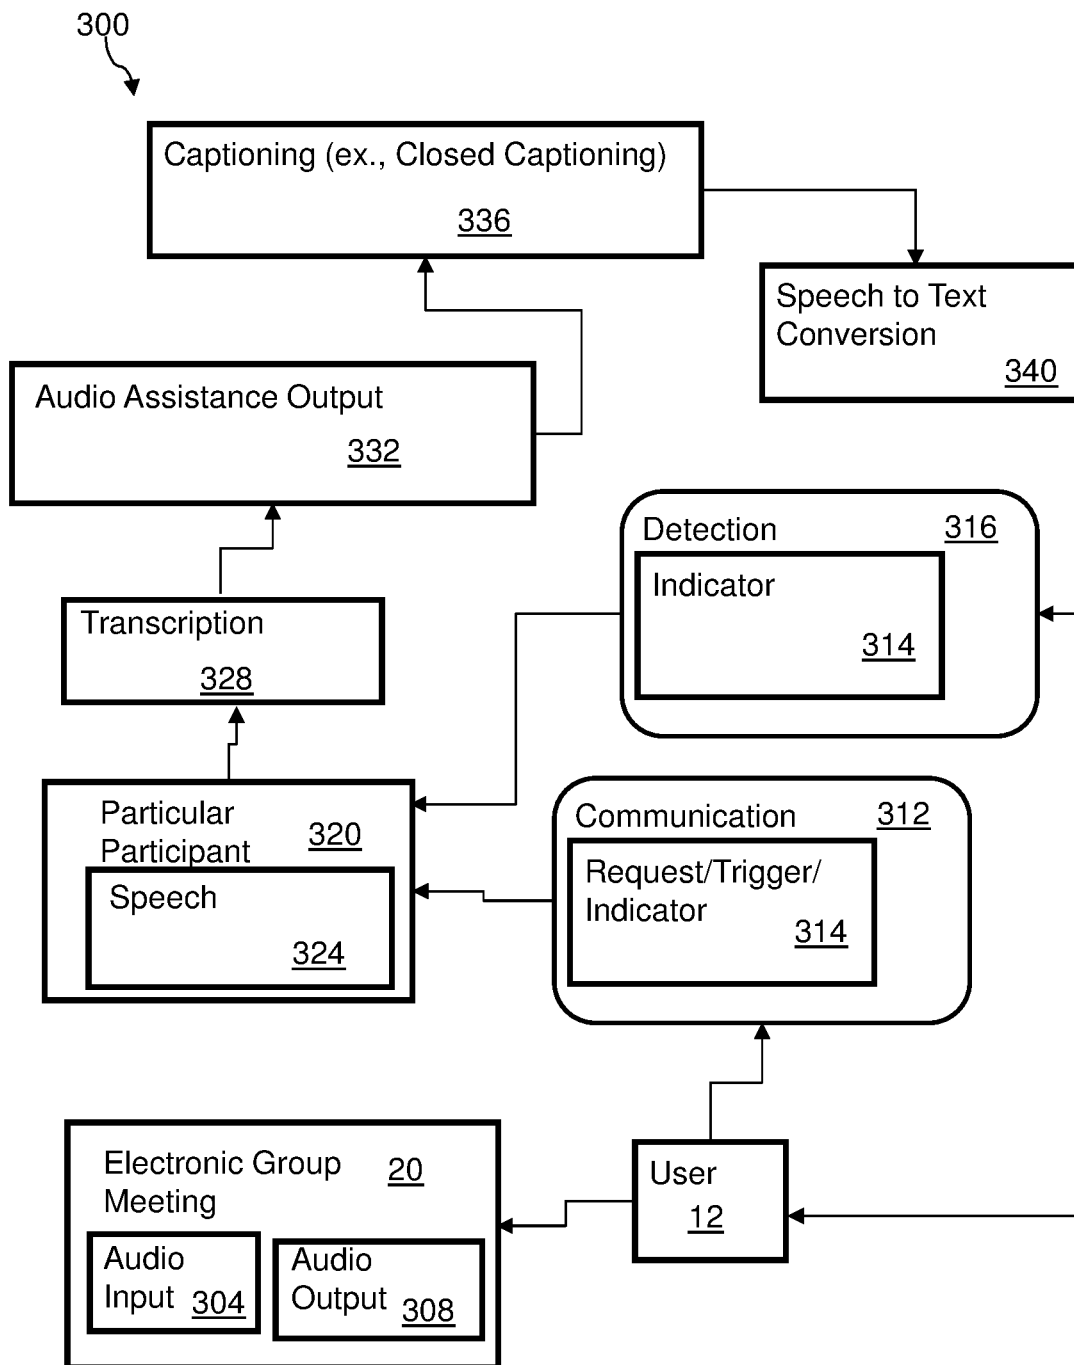 300
Captioning (ex., Closed Captioning)
336
Speech to Text
Conversion
340
Audio Assistance Output
332
Detection 316
Indicator
314
Transcription
328
Particular
Participant 320
Speech
324
Communication 312
Request/Trigger/
Indicator
314
Electronic Group 20
Meeting
Audio
Input 304
Audio
Output 308
User
12